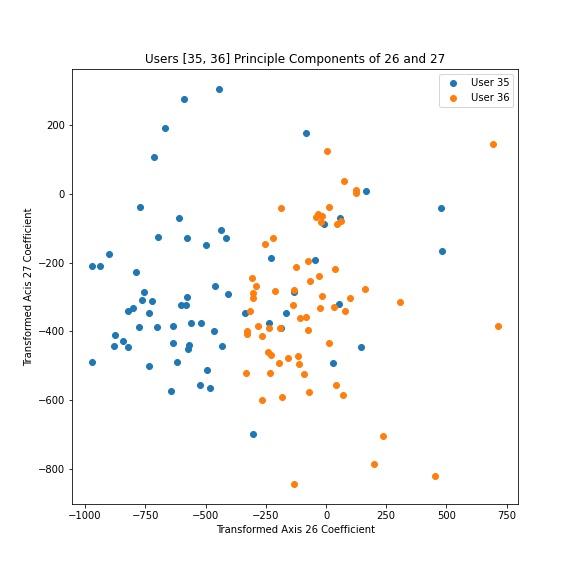 Users [35, 36] Principle Components of 26 and 27
User 35
User 36
200
0
−200
−400
−600
−800
Transformed Acis 27 Coefficient
−1000
−750
−500
−250
0
250
500
750
Transformed Axis 26 Coefficient